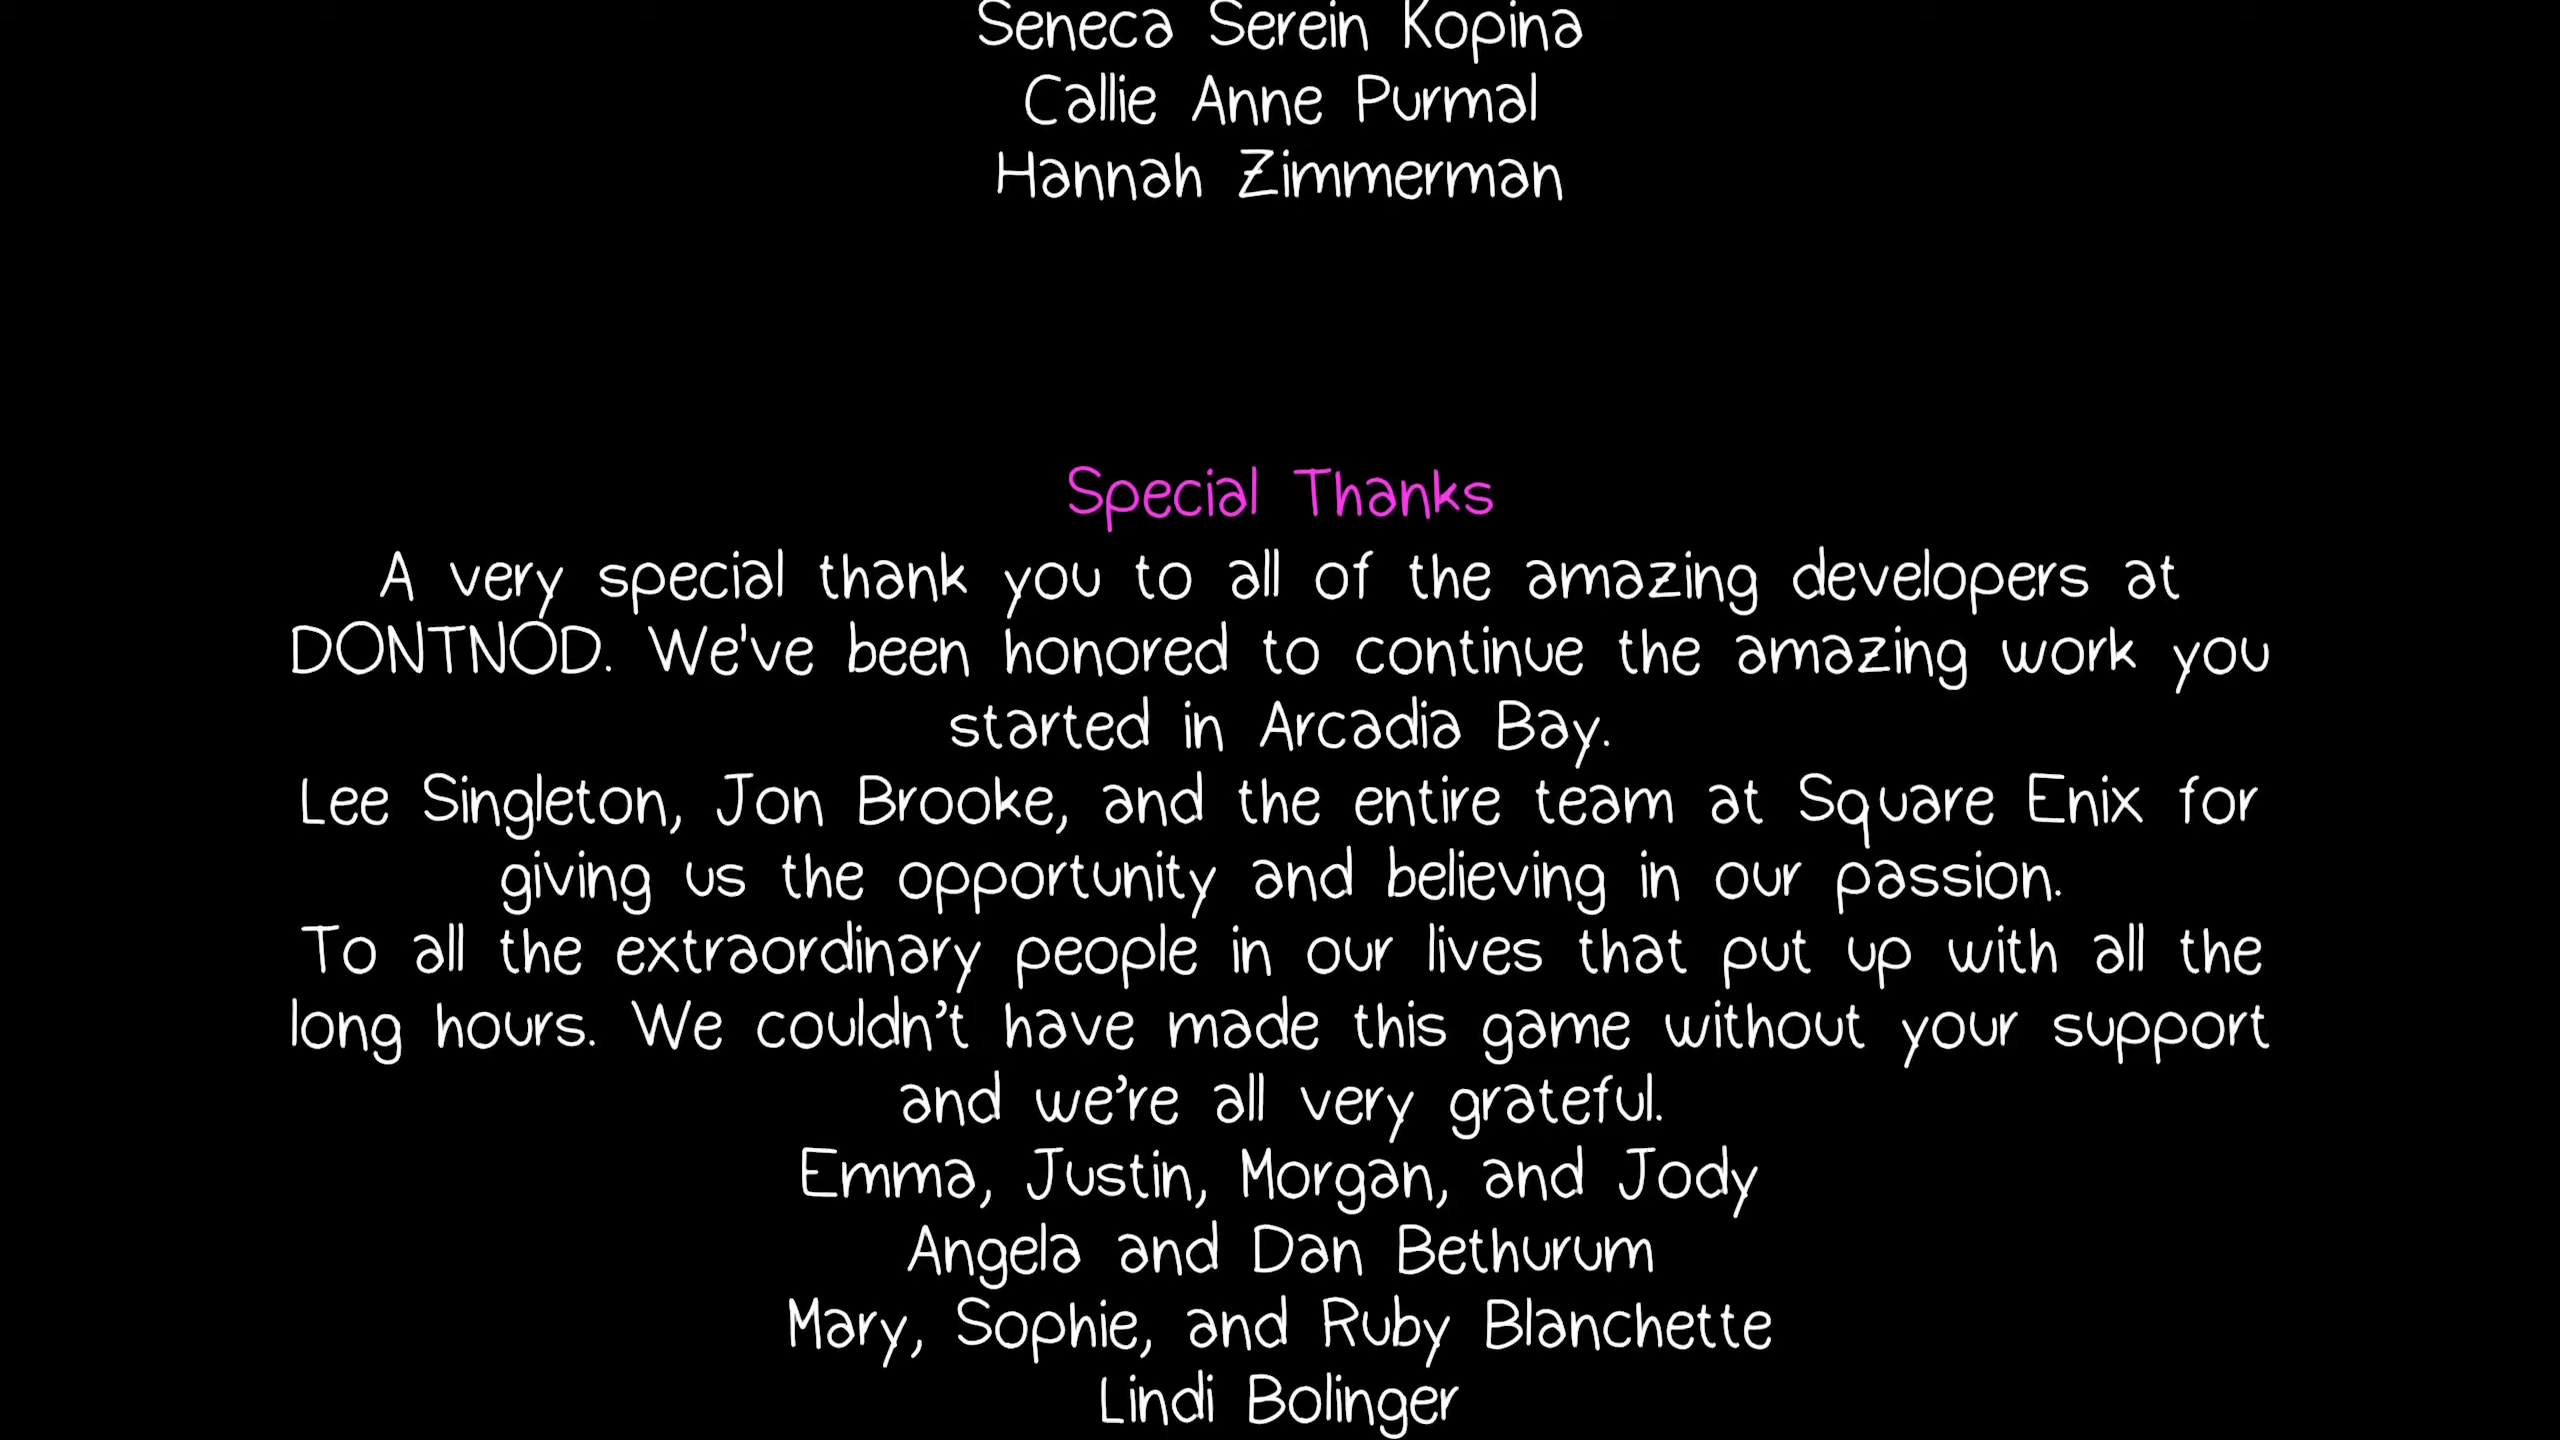 Seneca Serein Kopina
Callie Anne Purmal
Hannah Zimmerman
Special Thanks
A very special thank you to all of the amazing developers at
DONTNOD. We've been honored to continue the amazing work you
started in Arcadia Bay.
Lee Singleton, Jon Brooke, and the entire team at Square Enix for
giving us the opportunity and believing in our passion.
To all the extraordinary people in our lives that put up with all the
long hours. We couldn’t have made this game without your support
and we’re all very grateful.
Emma, Justin, Morgan, and Jody
Angela and Dan Bethurum
Mary, Sophie, and Ruby Blanchette
Lindi Bolinger